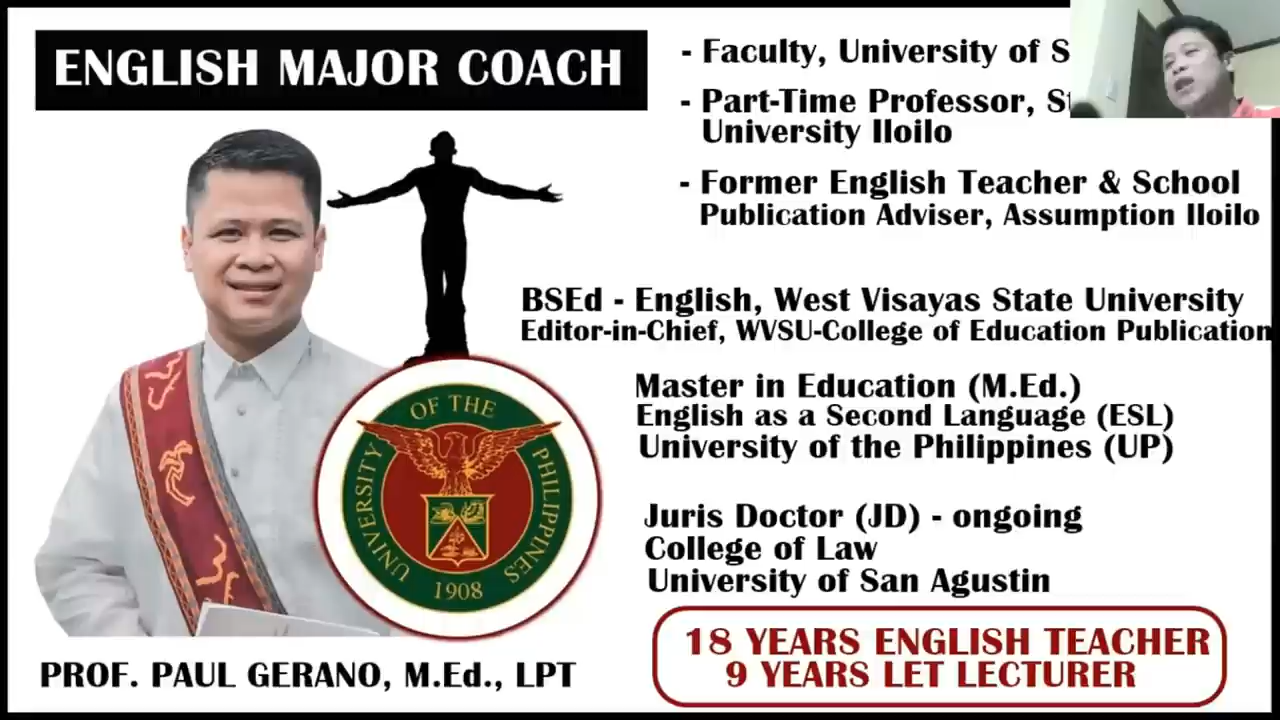 ENGLISH MAJOR COACH
- Faculty, University of S
- Part-Time Professor, St
University Iloilo
- Former English Teacher & School
Publication Adviser, Assumption Iloilo
BSEd - English, West Visayas State University
Editor-in-Chief, WVSU-College of Education Publication
Master in Education (M.Ed.)
English as a Second Language (ESL)
University of the Philippines (UP)
Juris Doctor (JD) - ongoing
College of Law
University of San Agustin
UNIVERSITY OF THE PHILIPPINES
1908
18 YEARS ENGLISH TEACHER
9 YEARS LET LECTURER
PROF. PAUL GERANO, M.Ed., LPT